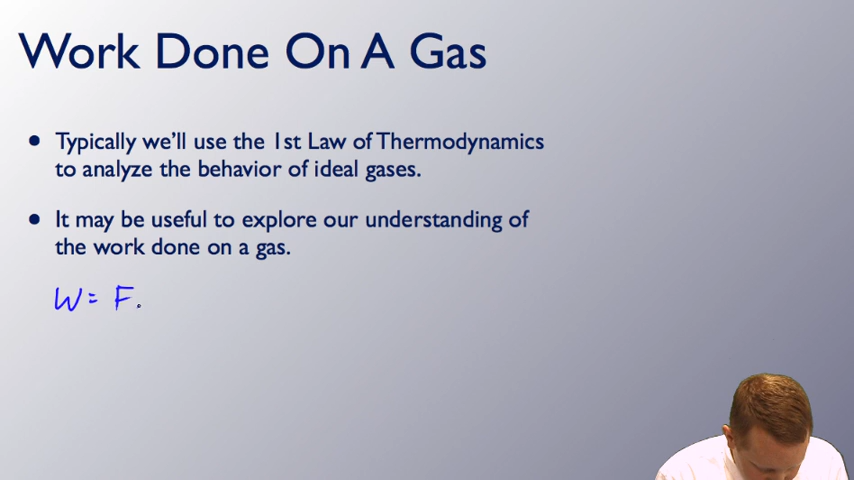 Work Done On A Gas
• Typically we'll use the 1st Law of Thermodynamics
to analyze the behavior of ideal gases.
• It may be useful to explore our understanding of
the work done on a gas.
W = F.